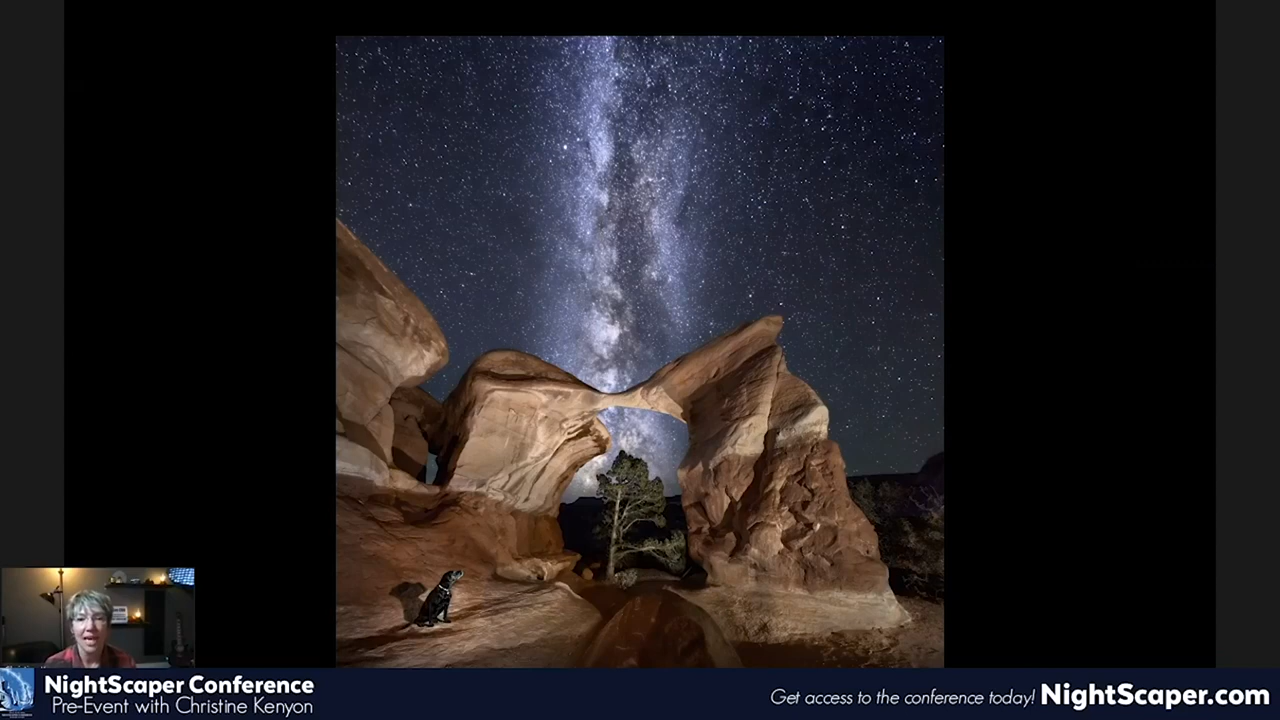 NightScaper Conference
Pre-Event with Christine Kenyon
Get access to the conference today! NightScaper.com